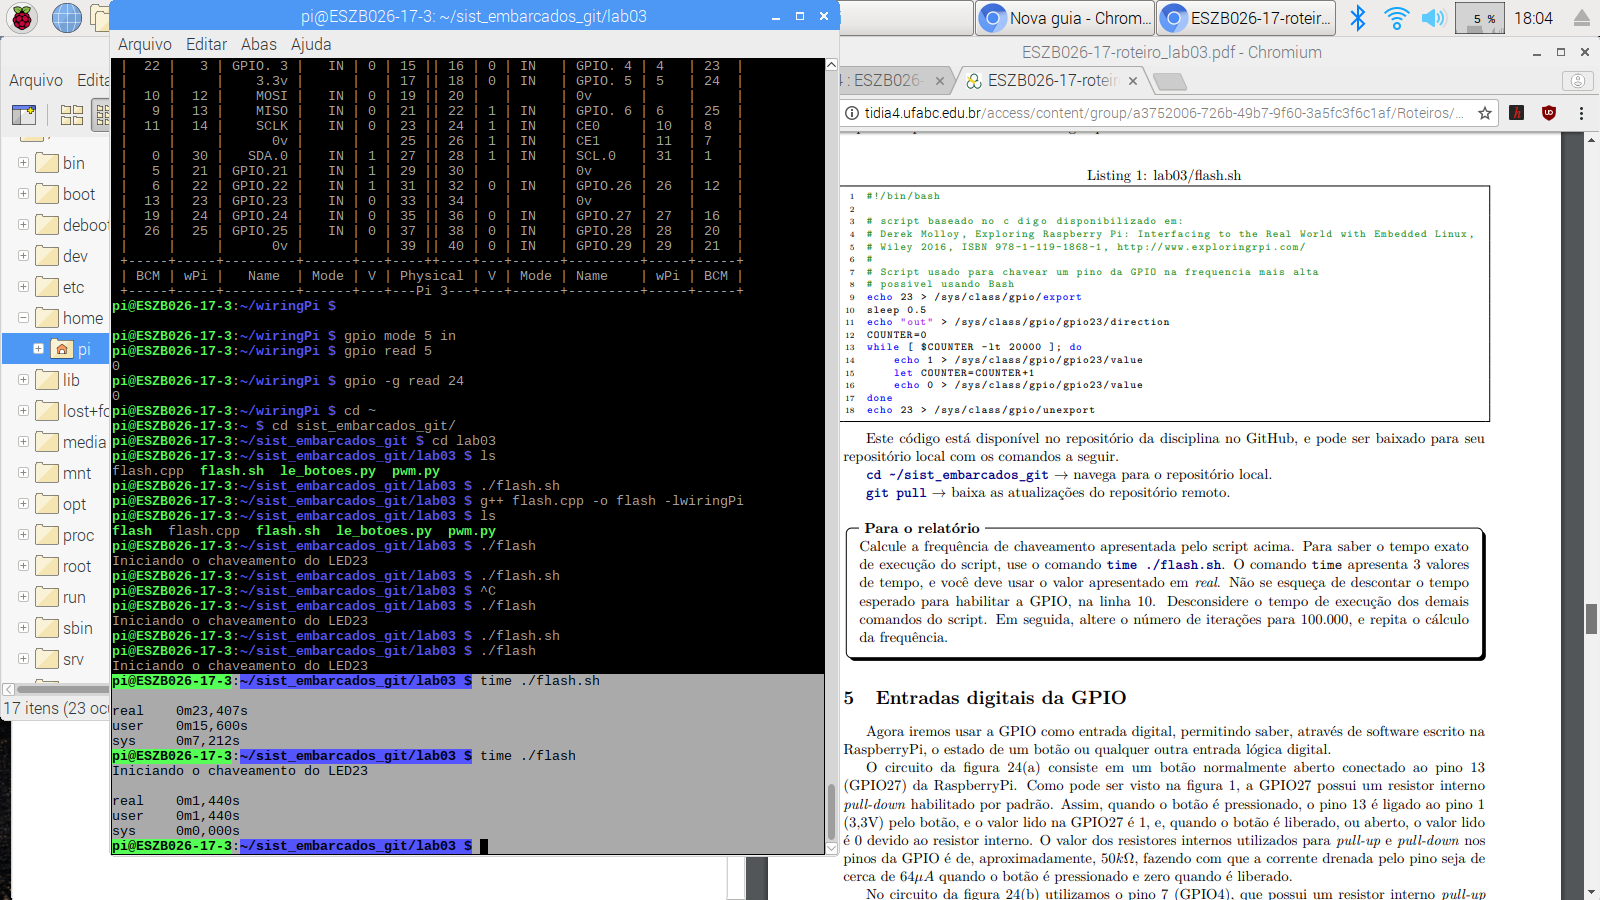 pi@ESZB026-17-3: ~/sist_embarcados_git/lab03
Nova guia - Chrom...
ESZB026-17-roteir...
5 %
18:04
Arquivo Editar Abas Ajuda
ESZB026-17-roteiro_lab03.pdf - Chromium
Arquivo Edita
: ESZB026-
ESZB026-17-roteir
tidia4.ufabc.edu.br/access/content/group/a3752006-726b-49b7-9f60-3a5fc3f6c1af/Roteiros/...
bin
boot
deboot
dev
etc
home
pi
lib
lost+fo
media
mnt
opt
proc
root
run
sbin
srv
17 itens (23 ocu
| 22 | 3 | GPIO. 3 | IN | 0 | 15 || 16 | 0 | IN | GPIO. 4 | 4 | 23 |
| | | 3.3v | | | 17 || 18 | 0 | IN | GPIO. 5 | 5 | 24 |
| 10 | 12 | MOSI | IN | 0 | 19 || 20 | | | 0v | | |
| 9 | 13 | MISO | IN | 0 | 21 || 22 | 1 | IN | GPIO. 6 | 6 | 25 |
| 11 | 14 | SCLK | IN | 0 | 23 || 24 | 1 | IN | CE0 | 10 | 8 |
| | | 0v | | | 25 || 26 | 1 | IN | CE1 | 11 | 7 |
| 0 | 30 | SDA.0 | IN | 1 | 27 || 28 | 1 | IN | SCL.0 | 31 | 1 |
| 5 | 21 | GPIO.21 | IN | 1 | 29 || 30 | | | 0v | | |
| 6 | 22 | GPIO.22 | IN | 1 | 31 || 32 | 0 | IN | GPIO.26 | 26 | 12 |
| 13 | 23 | GPIO.23 | IN | 0 | 33 || 34 | | | 0v | | |
| 19 | 24 | GPIO.24 | IN | 0 | 35 || 36 | 0 | IN | GPIO.27 | 27 | 16 |
| 26 | 25 | GPIO.25 | IN | 0 | 37 || 38 | 0 | IN | GPIO.28 | 28 | 20 |
| | | 0v | | | 39 || 40 | 0 | IN | GPIO.29 | 29 | 21 |
+-----+-----+---------+------+---+----++----+---+------+---------+-----+-----+
| BCM | wPi | Name | Mode | V | Physical | V | Mode | Name | wPi | BCM |
+-----+-----+---------+------+---+---Pi 3---+---+------+---------+-----+-----+
pi@ESZB026-17-3:~/wiringPi $
pi@ESZB026-17-3:~/wiringPi $ gpio mode 5 in
pi@ESZB026-17-3:~/wiringPi $ gpio read 5
0
pi@ESZB026-17-3:~/wiringPi $ gpio -g read 24
0
pi@ESZB026-17-3:~/wiringPi $ cd ~
pi@ESZB026-17-3:~ $ cd sist_embarcados_git/
pi@ESZB026-17-3:~/sist_embarcados_git $ cd lab03
pi@ESZB026-17-3:~/sist_embarcados_git/lab03 $ ls
flash.cpp flash.sh le_botoes.py pwm.py
pi@ESZB026-17-3:~/sist_embarcados_git/lab03 $ ./flash.sh
pi@ESZB026-17-3:~/sist_embarcados_git/lab03 $ g++ flash.cpp -o flash -lwiringPi
pi@ESZB026-17-3:~/sist_embarcados_git/lab03 $ ls
flash flash.cpp flash.sh le_botoes.py pwm.py
pi@ESZB026-17-3:~/sist_embarcados_git/lab03 $ ./flash
Iniciando o chaveamento do LED23
pi@ESZB026-17-3:~/sist_embarcados_git/lab03 $ ./flash.sh
pi@ESZB026-17-3:~/sist_embarcados_git/lab03 $ ^C
pi@ESZB026-17-3:~/sist_embarcados_git/lab03 $ ./flash
Iniciando o chaveamento do LED23
pi@ESZB026-17-3:~/sist_embarcados_git/lab03 $ ./flash.sh
pi@ESZB026-17-3:~/sist_embarcados_git/lab03 $ ./flash
Iniciando o chaveamento do LED23
pi@ESZB026-17-3:~/sist_embarcados_git/lab03 $ time ./flash.sh
real 0m23,407s
user 0m15,600s
sys 0m7,212s
pi@ESZB026-17-3:~/sist_embarcados_git/lab03 $ time ./flash
Iniciando o chaveamento do LED23
real 0m1,440s
user 0m1,440s
sys 0m0,000s
pi@ESZB026-17-3:~/sist_embarcados_git/lab03 $
Listing 1: lab03/flash.sh
1 #!/bin/bash
2
3 # script baseado no c digo disponibilizado em:
4 # Derek Molloy, Exploring Raspberry Pi: Interfacing to the Real World with Embedded Linux,
5 # Wiley 2016, ISBN 978-1-119-1868-1, http://www.exploringrpi.com/
6 #
7 # Script usado para chavear um pino da GPIO na frequencia mais alta
8 # possivel usando Bash
9 echo 23 > /sys/class/gpio/export
10 sleep 0.5
11 echo "out" > /sys/class/gpio/gpio23/direction
12 COUNTER=0
13 while [ $COUNTER -lt 20000 ]; do
14 echo 1 > /sys/class/gpio/gpio23/value
15 let COUNTER=COUNTER+1
16 echo 0 > /sys/class/gpio/gpio23/value
17 done
18 echo 23 > /sys/class/gpio/unexport
Este código está disponível no repositório da disciplina no GitHub, e pode ser baixado para seu
repositório local com os comandos a seguir.
cd ~/sist_embarcados_git → navega para o repositório local.
git pull → baixa as atualizações do repositório remoto.
Para o relatório
Calcule a frequência de chaveamento apresentada pelo script acima. Para saber o tempo exato
de execução do script, use o comando time ./flash.sh. O comando time apresenta 3 valores
de tempo, e você deve usar o valor apresentado em real. Não se esqueça de descontar o tempo
esperado para habilitar a GPIO, na linha 10. Desconsidere o tempo de execução dos demais
comandos do script. Em seguida, altere o número de iterações para 100.000, e repita o cálculo
da frequência.
5 Entradas digitais da GPIO
Agora iremos usar a GPIO como entrada digital, permitindo saber, através de software escrito na
RaspberryPi, o estado de um botão ou qualquer outra entrada lógica digital.
O circuito da figura 24(a) consiste em um botão normalmente aberto conectado ao pino 13
(GPIO27) da RaspberryPi. Como pode ser visto na figura 1, a GPIO27 possui um resistor interno
pull-down habilitado por padrão. Assim, quando o botão é pressionado, o pino 13 é ligado ao pino 1
(3,3V) pelo botão, e o valor lido na GPIO27 é 1, e, quando o botão é liberado, ou aberto, o valor lido
é 0 devido ao resistor interno. O valor dos resistores internos utilizados para pull-up e pull-down nos
pinos da GPIO é de, aproximadamente, 50kΩ, fazendo com que a corrente drenada pelo pino seja de
cerca de 64μA quando o botão é pressionado e zero quando é liberado.
No circuito da figura 24(b) utilizamos o pino 7 (GPIO4), que possui um resistor interno pull-up